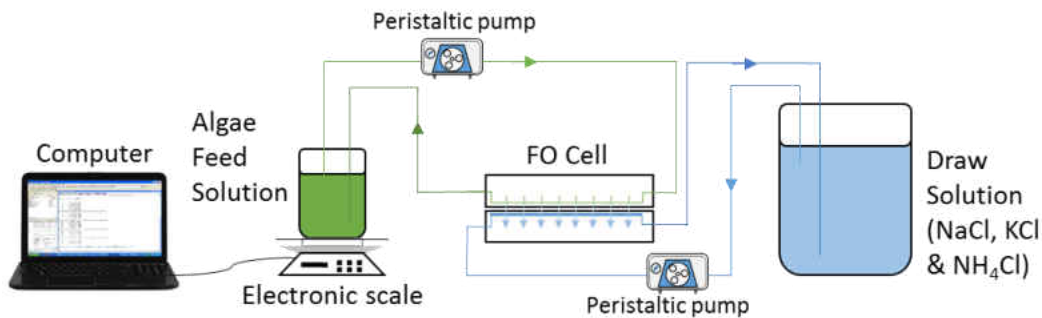 Peristaltic pump
Algae
Feed
Solution
Computer
FO Cell
Draw
Solution
(NaCl, KCl
& NH₄Cl)
Electronic scale
Peristaltic pump